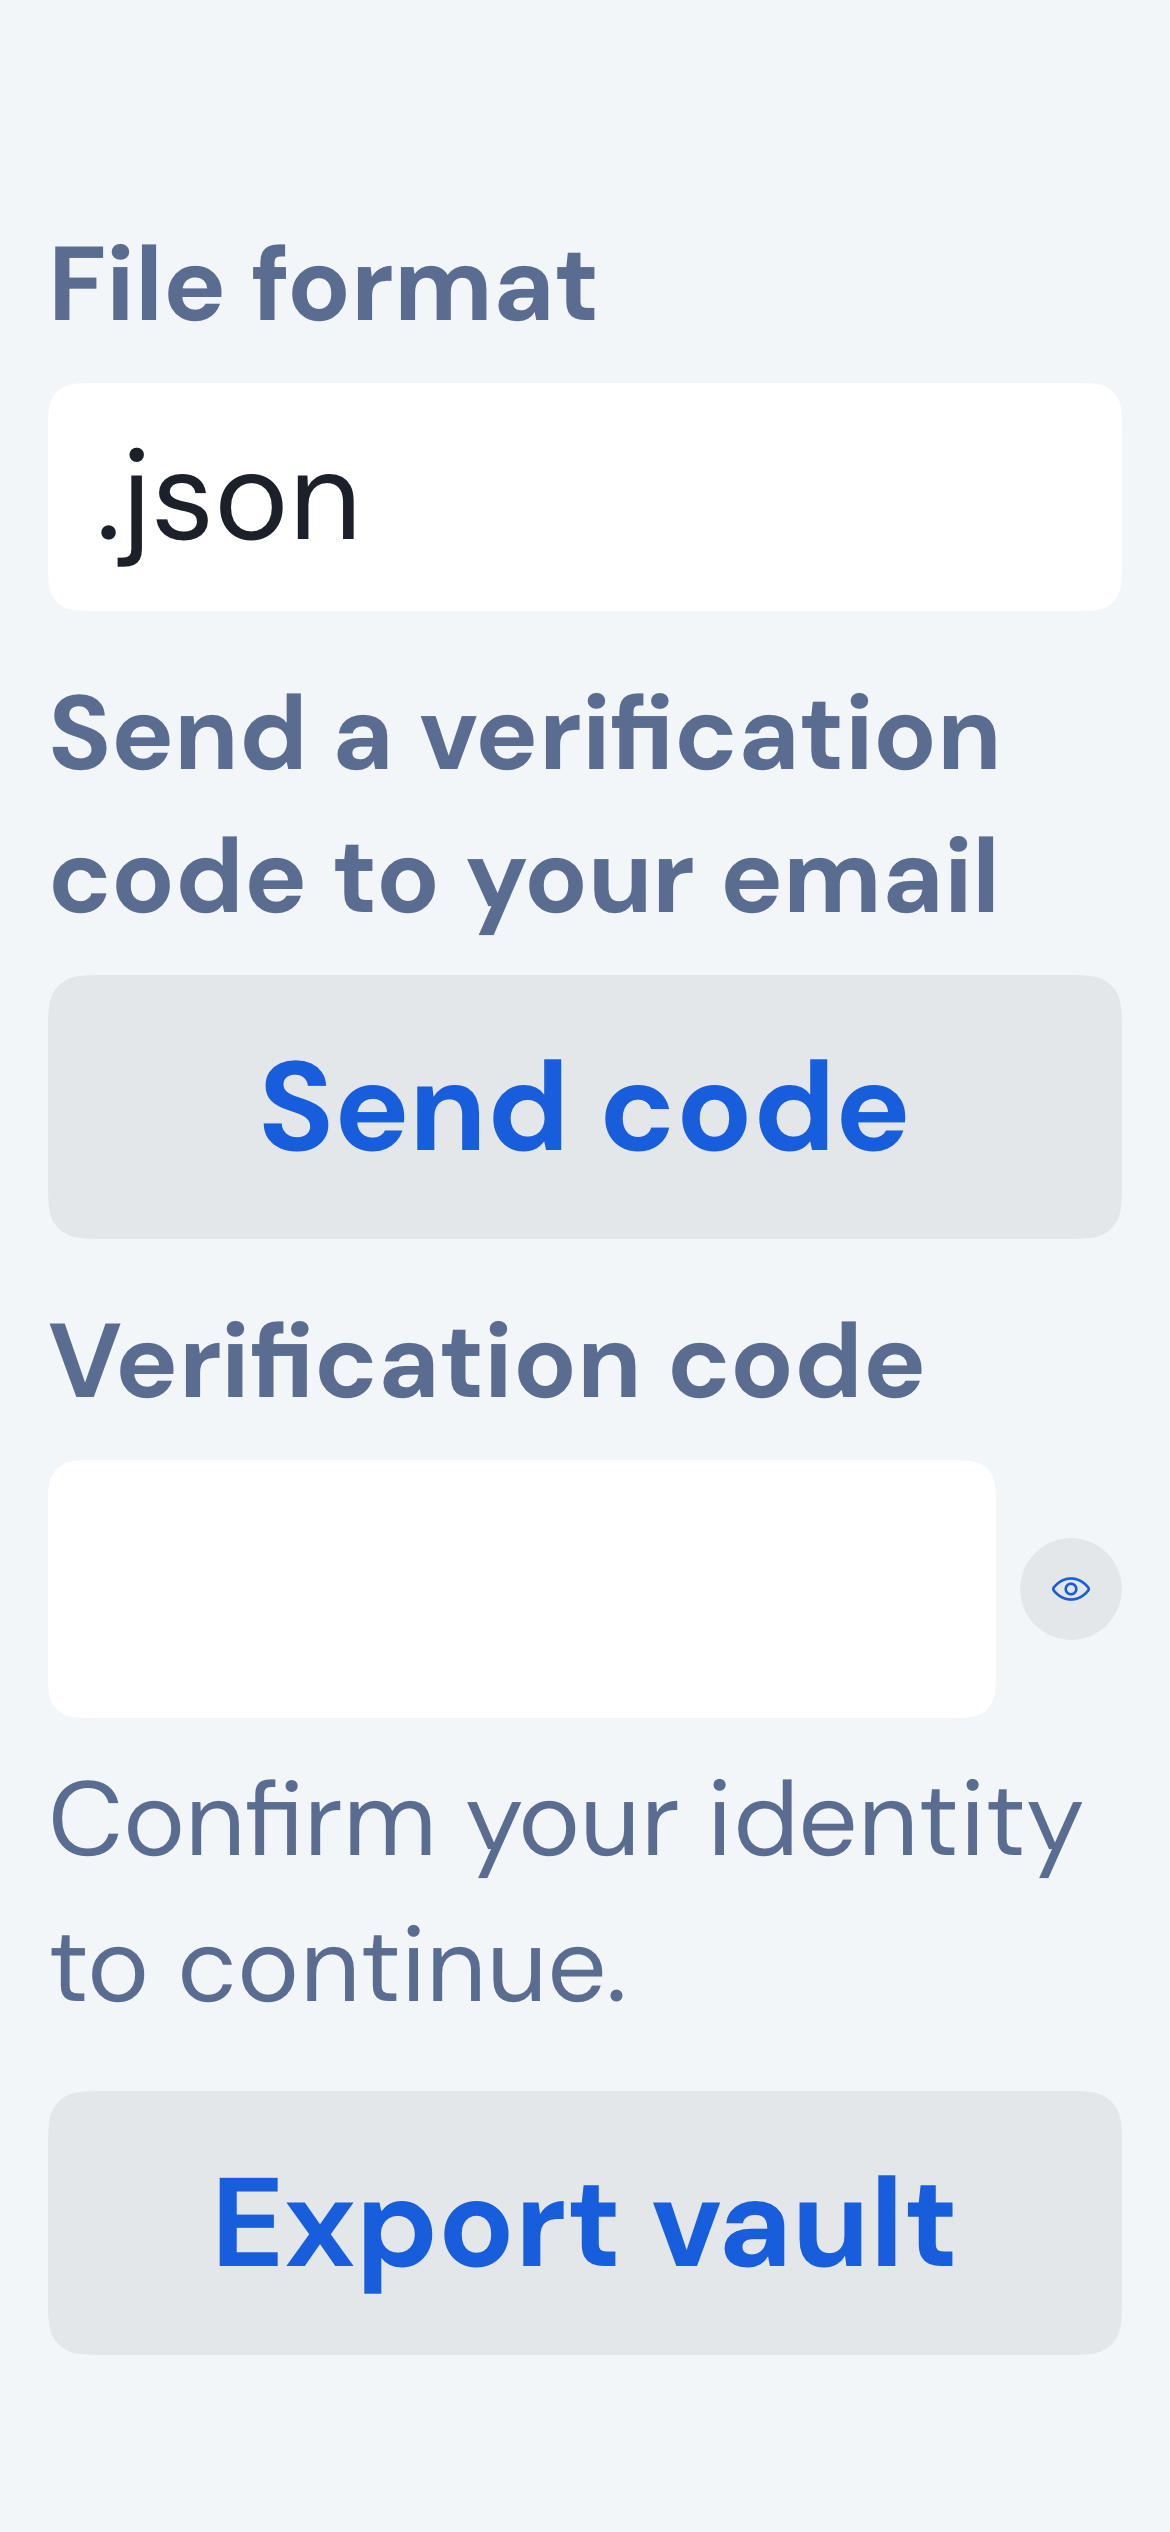 File format
.json
Send a verification
code to your email
Send code
Verification code
Confirm your identity
to continue.
Export vault